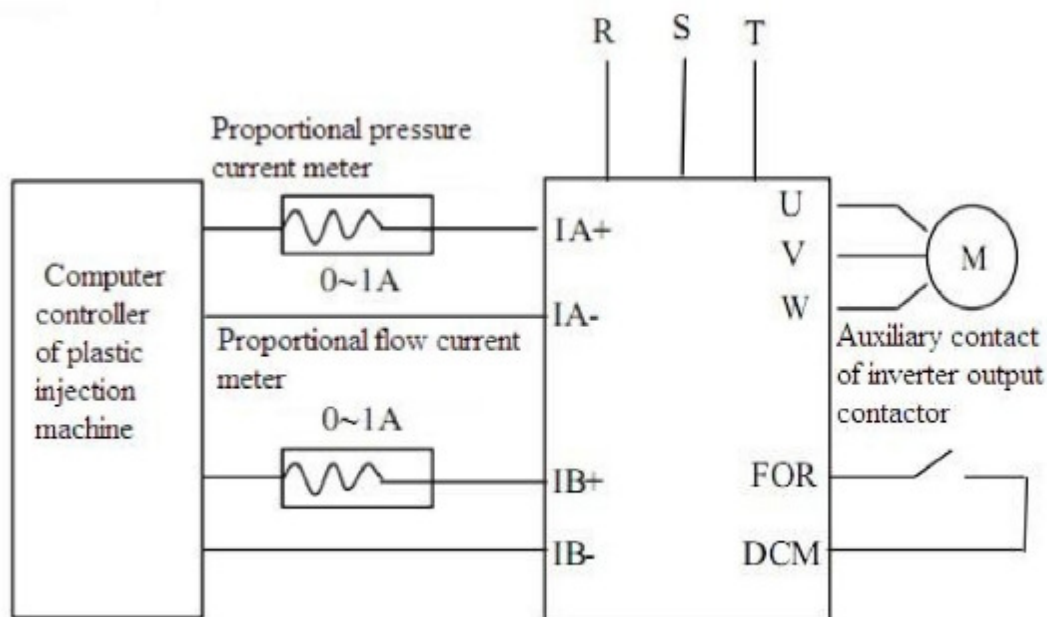 R S T
Proportional pressure
current meter
0~1A
Computer
controller
of plastic
injection
machine
IA+
IA-
Proportional flow current
meter
0~1A
IB+
IB-
U
V
W
M
Auxiliary contact
of inverter output
contactor
FOR
DCM